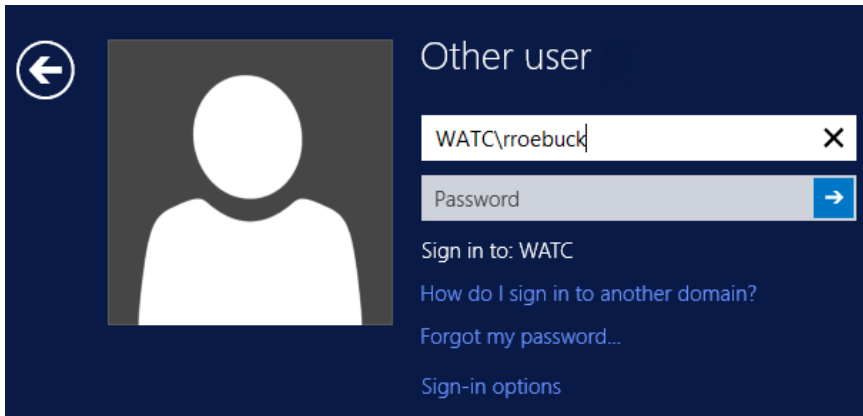 Other user
WATC\rroebuck
Password
Sign in to: WATC
How do I sign in to another domain?
Forgot my password...
Sign-in options